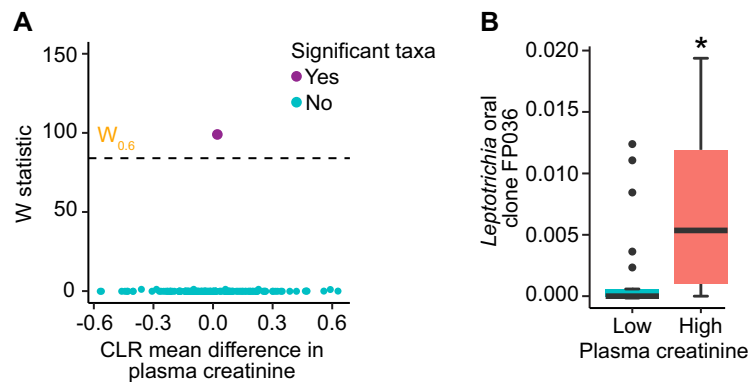 A
150
100
50
0
W statistic
W0.6
Significant taxa
Yes
No
-0.6 -0.3 0.0 0.3 0.6
CLR mean difference in
plasma creatinine
B
*
0.020
0.015
0.010
0.005
0.000
Leptotrichia oral
clone FP036
Low High
Plasma creatinine